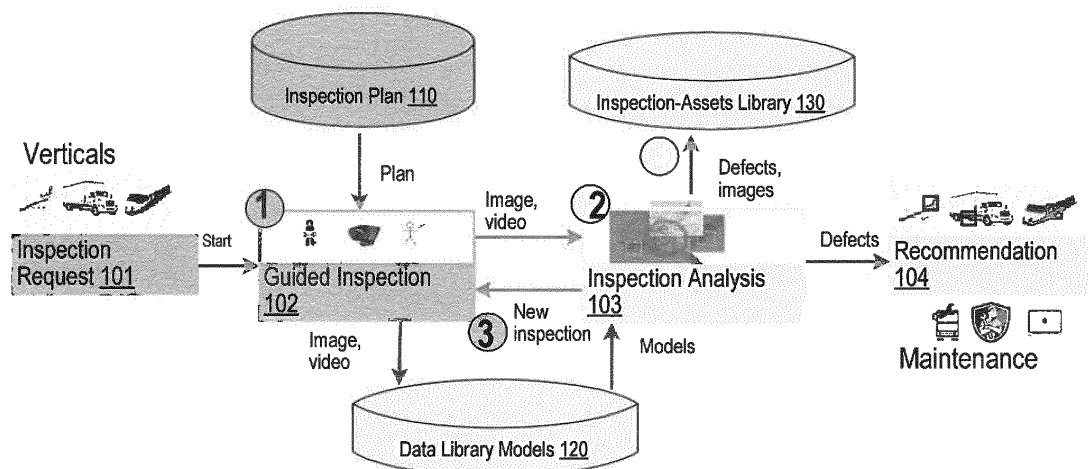 Inspection Plan 110
Inspection-Assets Library 130
Verticals
Plan
Defects,
images
Start
1
Image,
video
2
Defects
Inspection
Request 101
Guided Inspection
102
Inspection Analysis
103
Recommendation
104
3
New
inspection
Image,
video
Models
Maintenance
Data Library Models 120